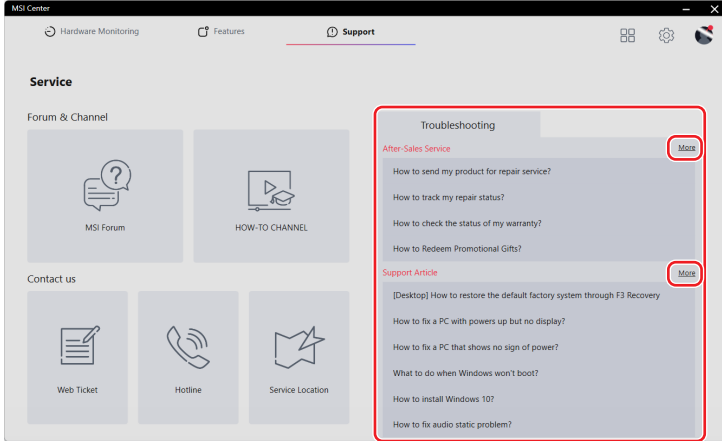 MSI Center
Hardware Monitoring
Features
Support
Service
Forum & Channel
MSI Forum
HOW-TO CHANNEL
Contact us
Web Ticket
Hotline
Service Location
Troubleshooting
After-Sales Service
More
How to send my product for repair service?
How to track my repair status?
How to check the status of my warranty?
How to Redeem Promotional Gifts?
Support Article
More
[Desktop] How to restore the default factory system through F3 Recovery
How to fix a PC with powers up but no display?
How to fix a PC that shows no sign of power?
What to do when Windows won't boot?
How to install Windows 10?
How to fix audio static problem?